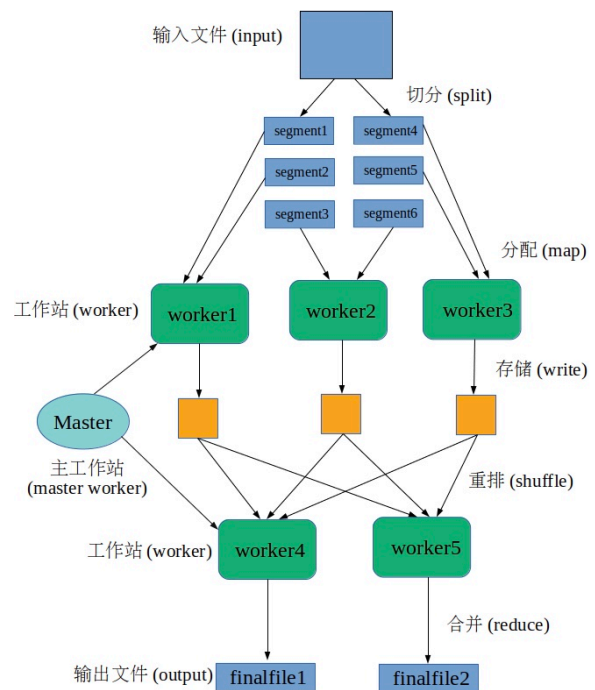 输入文件 (input)
切分 (split)
segment1
segment4
segment2
segment5
segment3
segment6
分配 (map)
工作站 (worker)
worker1
worker2
worker3
存储 (write)
Master
主工作站
(master worker)
重排 (shuffle)
工作站 (worker)
worker4
worker5
合并 (reduce)
输出文件 (output)
finalfile1
finalfile2